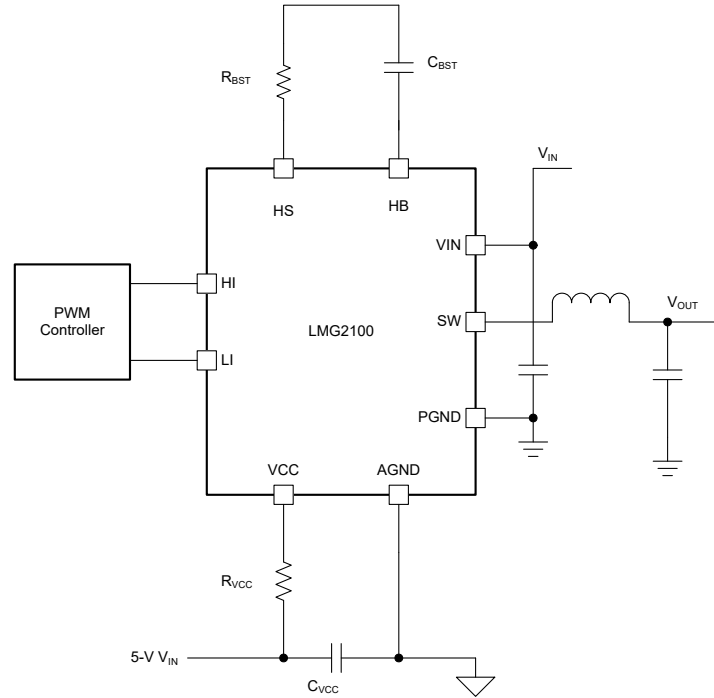 R_BST
C_BST
HS
HB
V_IN
VIN
HI
PWM
Controller
LI
LMG2100
SW
V_OUT
PGND
VCC
AGND
R_VCC
5-V V_IN
C_VCC